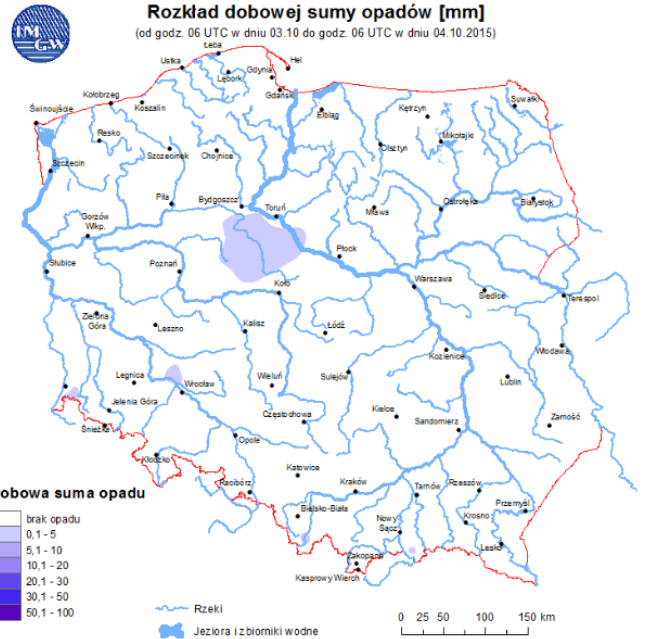 Rozkład dobowej sumy opadów [mm]
(od godz. 06 UTC w dniu 03.10 do godz. 06 UTC w dniu 04.10.2015)
IM
GW
Łeba
Hel
Ustka
Gdynia
Lębork
Gdańsk
Kołobrzeg
Koszalin
Elbląg
Kętrzyn
Suwałki
Świnoujście
Resko
Szczecinek
Chojnice
Olsztyn
Mikołajki
Szczecin
Piła
Bydgoszcz
Toruń
Mława
Ostrołęka
Białystok
Gorzów
Wlkp.
Płock
Słubice
Poznań
Koło
Warszawa
Siedlce
Terespol
Zielona
Góra
Leszno
Kalisz
Łódź
Kozienice
Włodawa
Legnica
Wrocław
Wieluń
Sulejów
Lublin
Jelenia Góra
Śnieżka
Częstochowa
Kielce
Sandomierz
Zamość
Opole
Kłodzko
Katowice
Racibórz
Kraków
Tarnów
Rzeszów
Przemyśl
Bielsko-Biała
Nowy
Sącz
Krosno
Lesko
Zakopane
Kasprowy Wierch
obowa suma opadu
brak opadu
0,1 - 5
5,1 - 10
10,1 - 20
20,1 - 30
30,1 - 50
50,1 - 100
Rzeki
Jeziora i zbiorniki wodne
0 25 50 100 150 km